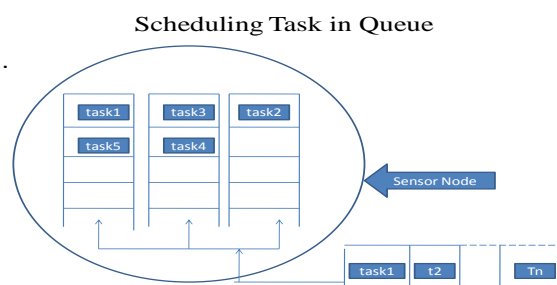 Scheduling Task in Queue
.
task1 task3 task2
task5 task4
Sensor Node
task1 t2 Tn